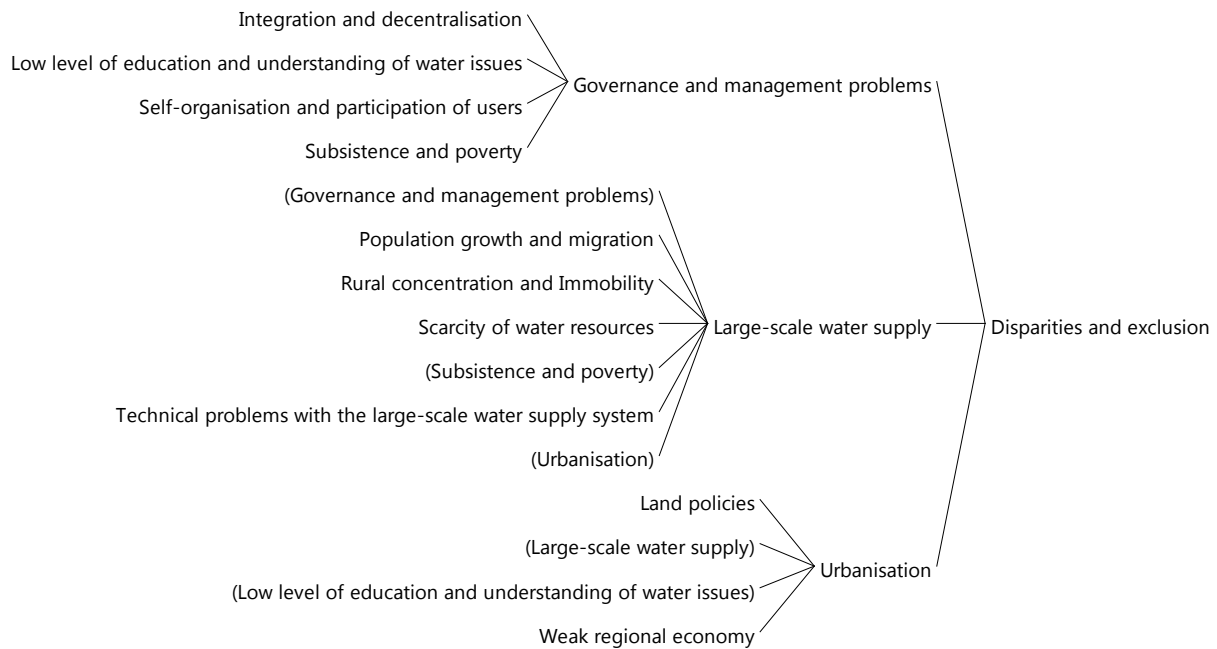 Integration and decentralisation
Low level of education and understanding of water issues
Governance and management problems
Self-organisation and participation of users
Subsistence and poverty
(Governance and management problems)
Population growth and migration
Rural concentration and Immobility
Scarcity of water resources
Large-scale water supply
Disparities and exclusion
(Subsistence and poverty)
Technical problems with the large-scale water supply system
(Urbanisation)
Land policies
(Large-scale water supply)
Urbanisation
(Low level of education and understanding of water issues)
Weak regional economy